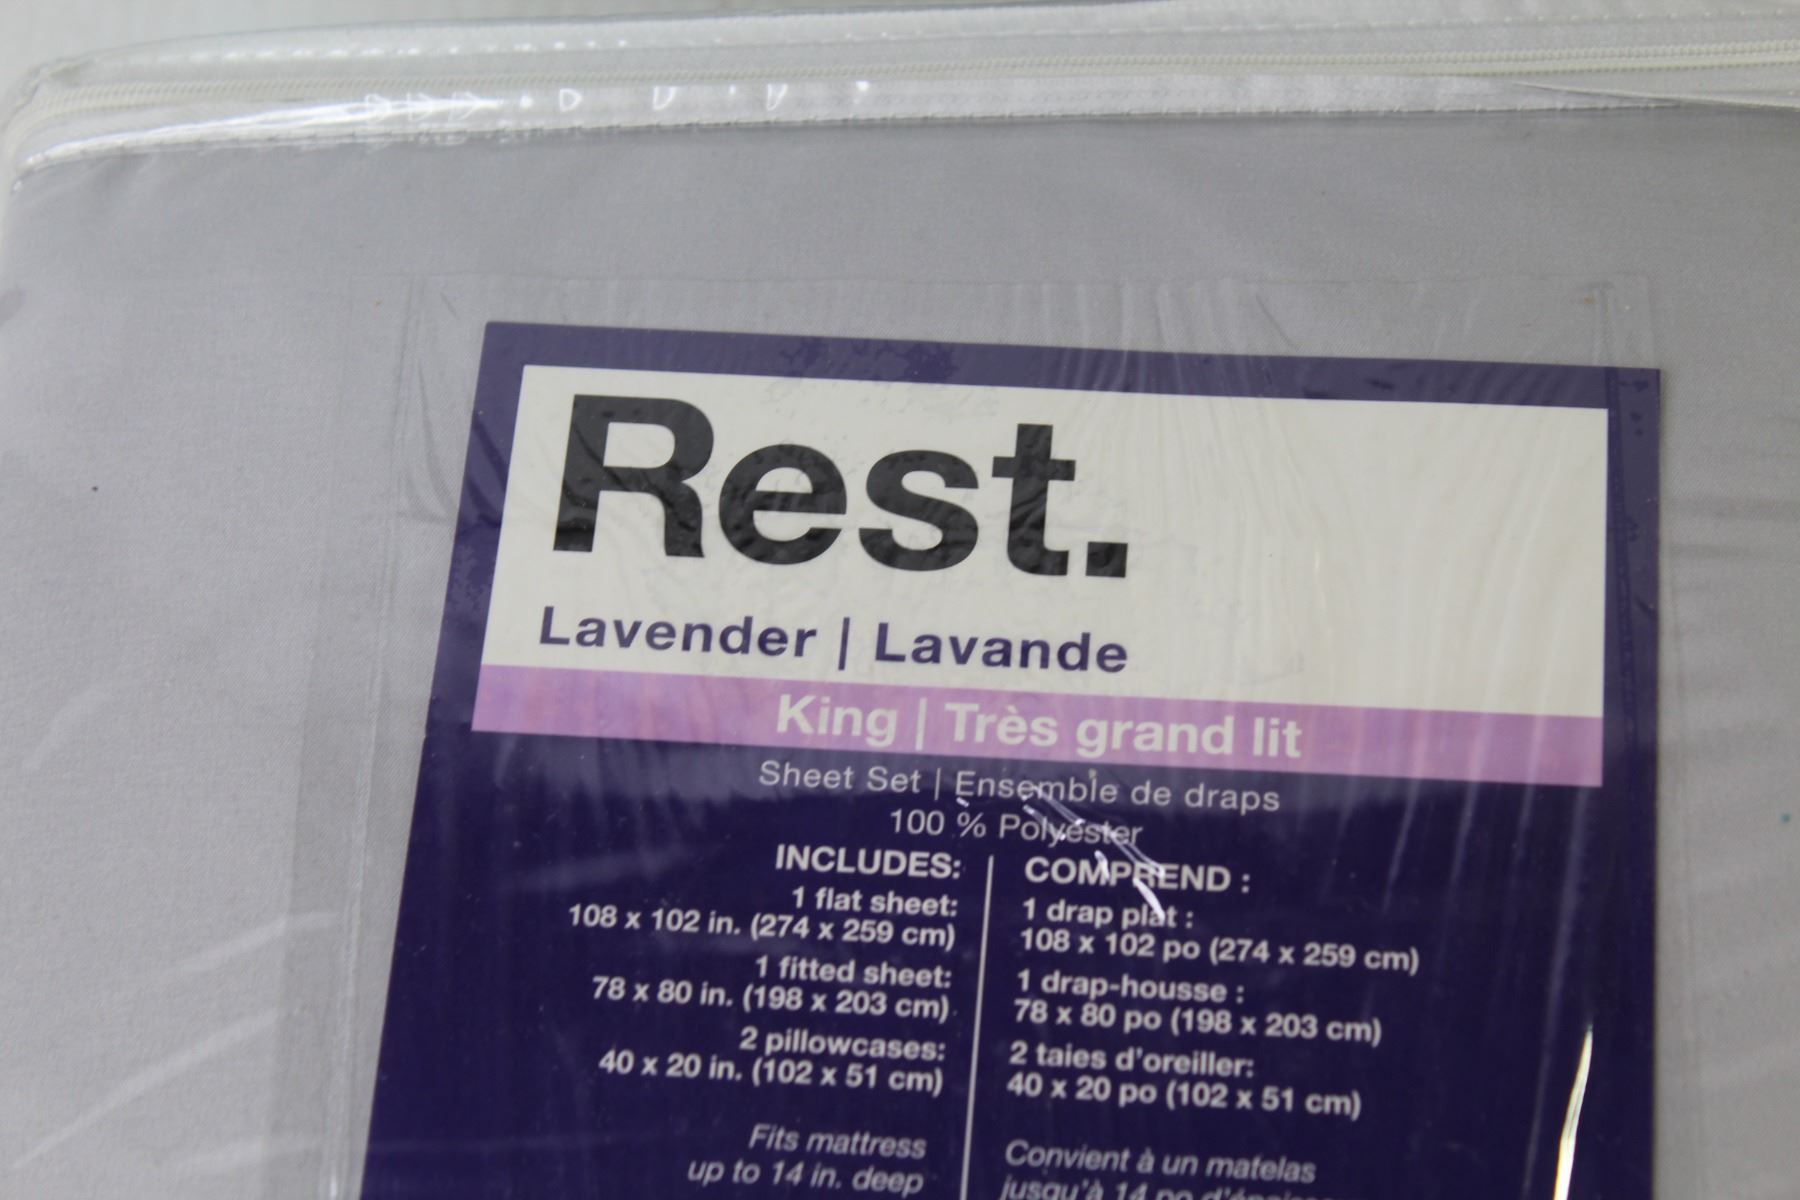 Rest.
Lavender | Lavande
King | Très grand lit
Sheet Set | Ensemble de draps
100 % Polyester
INCLUDES:
1 flat sheet:
108 x 102 in. (274 x 259 cm)
1 fitted sheet:
78 x 80 in. (198 x 203 cm)
2 pillowcases:
40 x 20 in. (102 x 51 cm)
Fits mattress
up to 14 in. deep
COMPREND :
1 drap plat :
108 x 102 po (274 x 259 cm)
1 drap-housse :
78 x 80 po (198 x 203 cm)
2 taies d'oreiller:
40 x 20 po (102 x 51 cm)
Convient à un matelas
jusqu'à 14 po